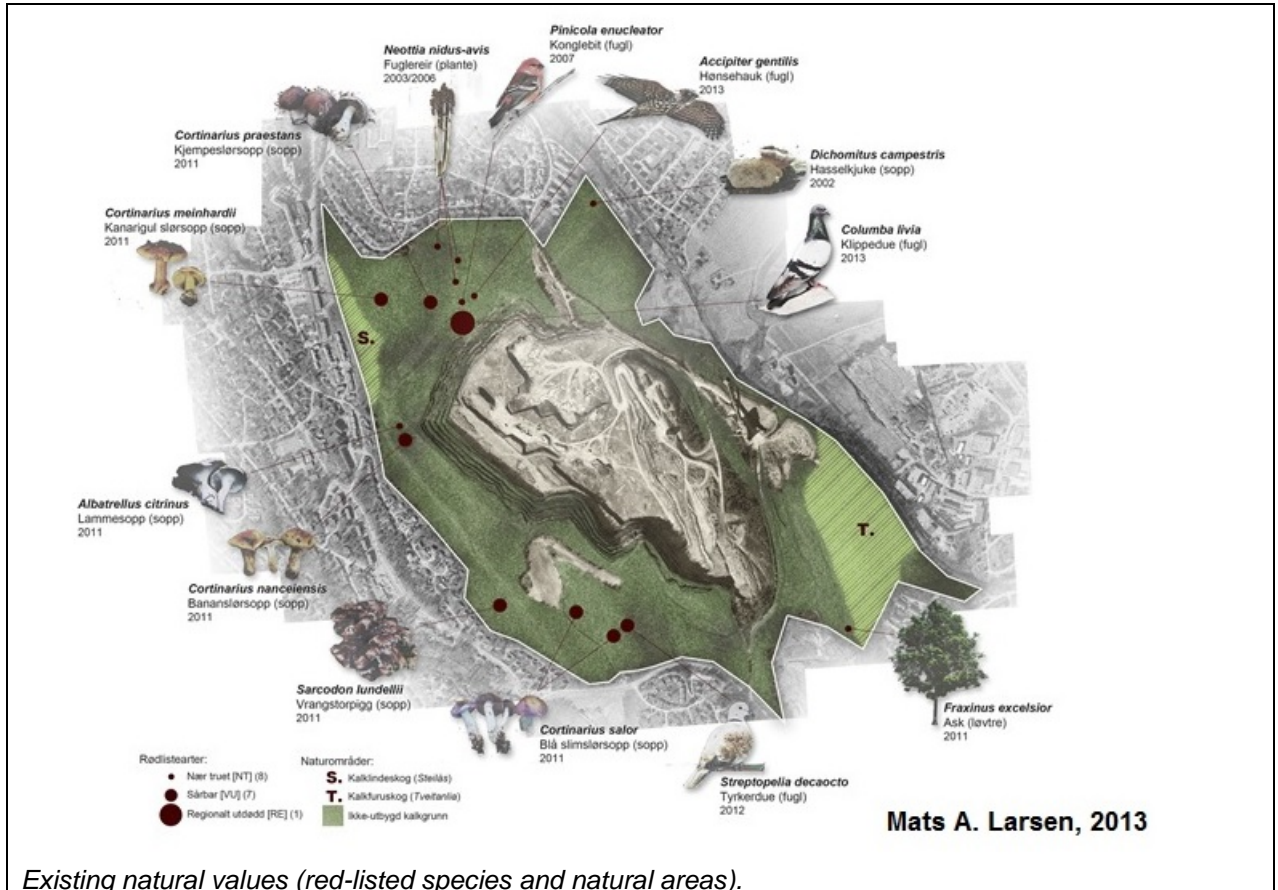 Pinicola enucleator
Konglebit (fugl)
2007
Neottia nidus-avis
Fuglereir (plante)
2003/2006
Accipiter gentilis
Hønsehauk (fugl)
2013
Cortinarius praestans
Kjempeslørsopp (sopp)
2011
Dichomitus campestris
Hasselkjuke (sopp)
2002
Cortinarius meinhardii
Kanarigul slørsopp (sopp)
2011
Columba livia
Klippedue (fugl)
2013
S.
Albatrellus citrinus
Lammesopp (sopp)
2011
T.
Cortinarius nanceiensis
Bananslørsopp (sopp)
2011
Sarcodon lundellii
Vrangstorpigg (sopp)
2011
Cortinarius salor
Blå slimslørsopp (sopp)
2011
Fraxinus excelsior
Ask (løvtre)
2011
Streptopelia decaocto
Tyrkerdue (fugl)
2012
Rødlistearter:
Nær truet [NT] (8)
Sårbar [VU] (7)
Regionalt utdødd [RE] (1)
Naturområder:
S. Kalklindeskog (Steilås)
T. Kalkfuruskog (Tveitanlia)
Ikke-utbygd kalkgrunn
Mats A. Larsen, 2013
Existing natural values (red-listed species and natural areas).